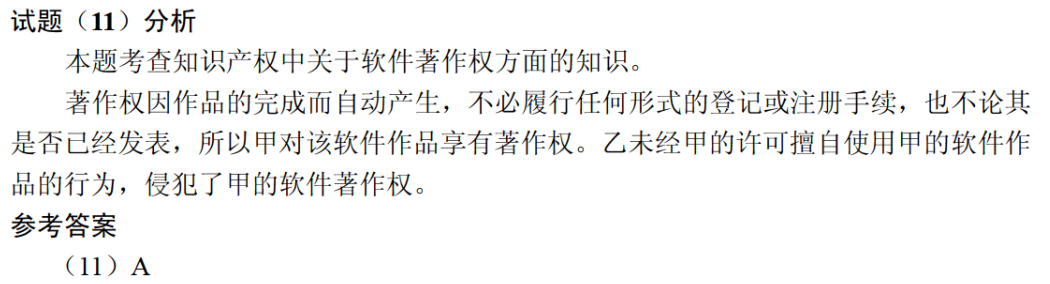 试题（11）分析
本题考查知识产权中关于软件著作权方面的知识。
著作权因作品的完成而自动产生，不必履行任何形式的登记或注册手续，也不论其
是否已经发表，所以甲对该软件作品享有著作权。乙未经甲的许可擅自使用甲的软件作
品的行为，侵犯了甲的软件著作权。
参考答案
（11）A